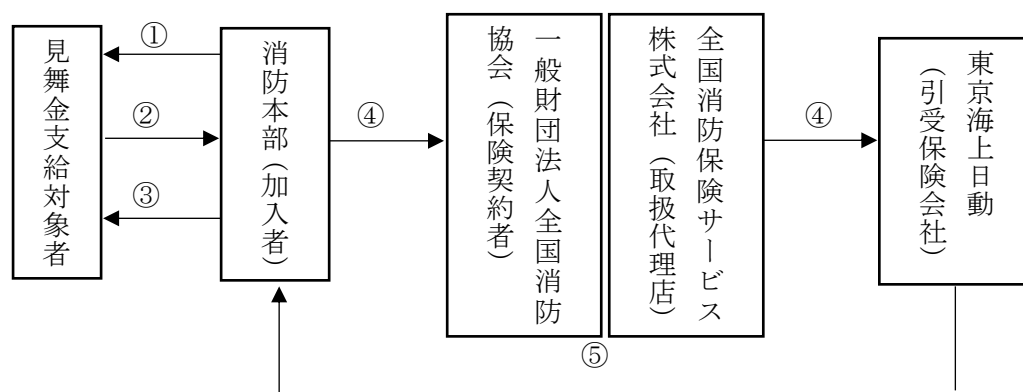 見舞金支給対象者
①
②
③
消防本部（加入者）
④
一般財団法人全国消防
協会（保険契約者）
全国消防保険サービス
株式会社（取扱代理店）
④
東京海上日動
（引受保険会社）
⑤